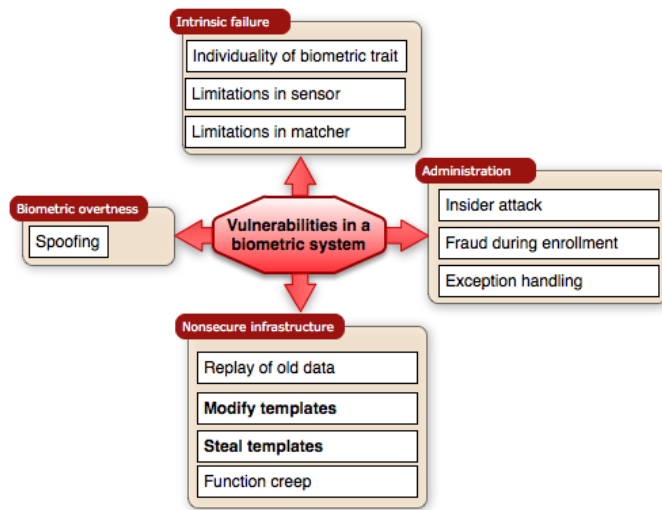 Intrinsic failure
Individuality of biometric trait
Limitations in sensor
Limitations in matcher
Administration
Insider attack
Fraud during enrollment
Exception handling
Biometric overtness
Spoofing
Vulnerabilities in a
biometric system
Nonsecure infrastructure
Replay of old data
Modify templates
Steal templates
Function creep